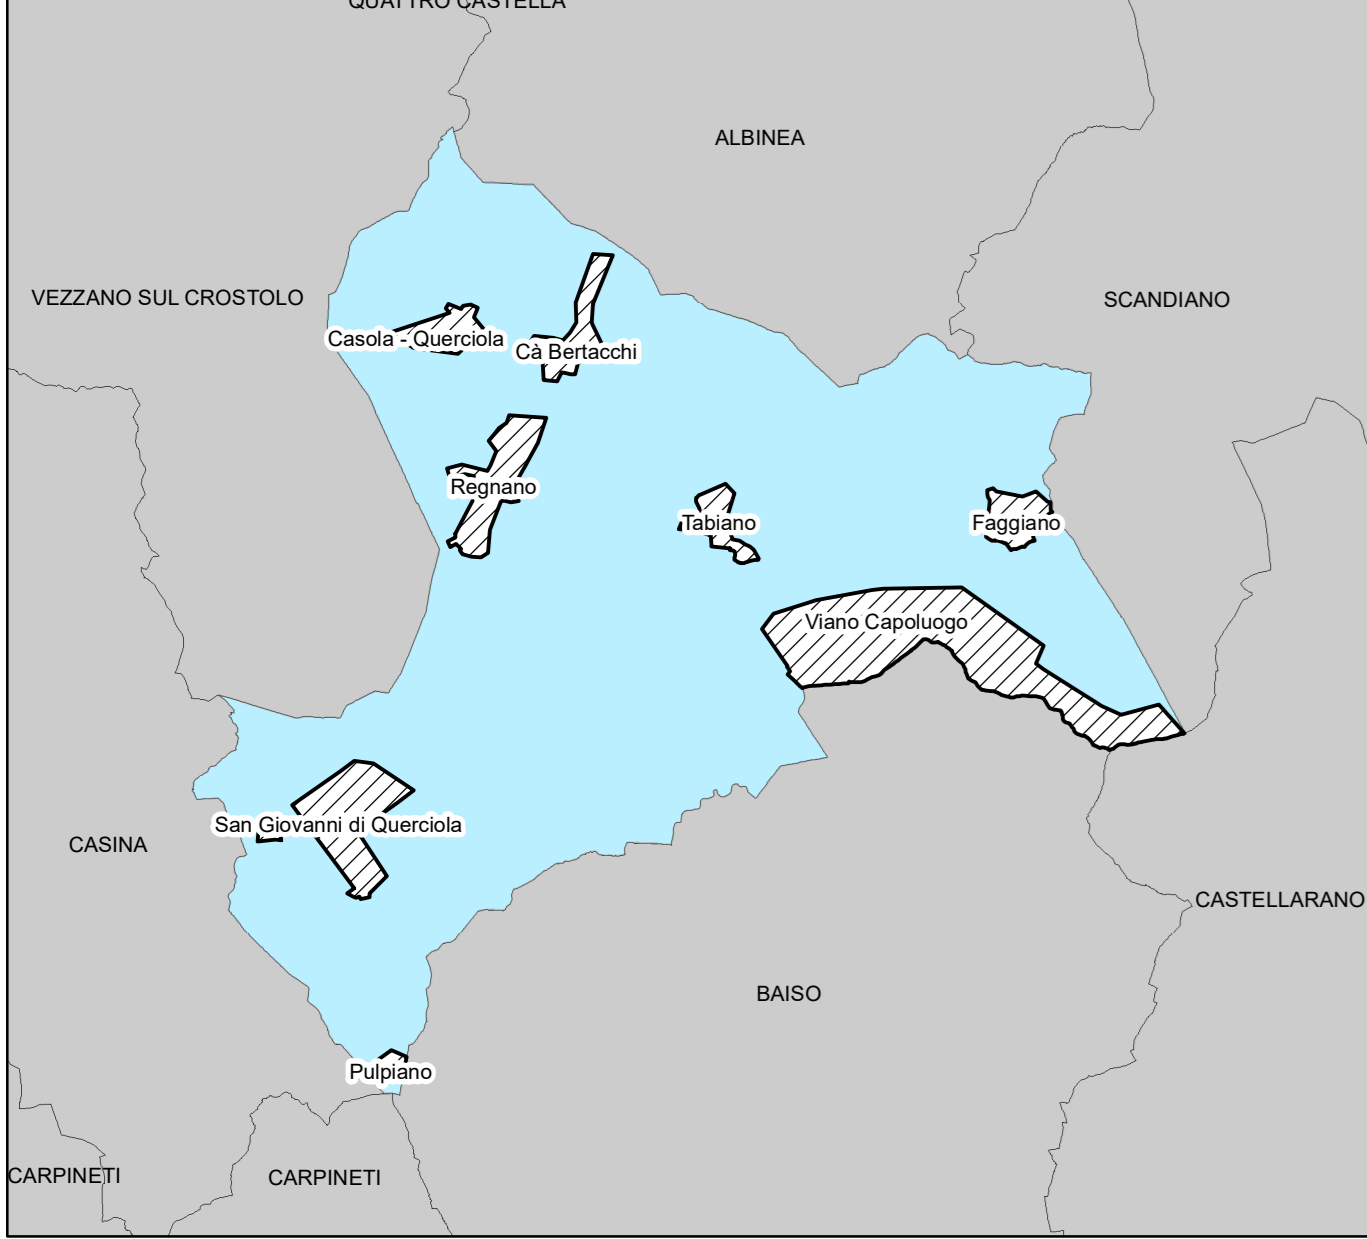 QUATTRO CASTELLA
ALBINEA
VEZZANO SUL CROSTOLO
SCANDIANO
Casola - Querciola
Cà Bertacchi
Regnano
Tabiano
Faggiano
Viano Capoluogo
San Giovanni di Querciola
CASINA
CASTELLARANO
BAISO
Pulpiano
CARPINETI
CARPINETI